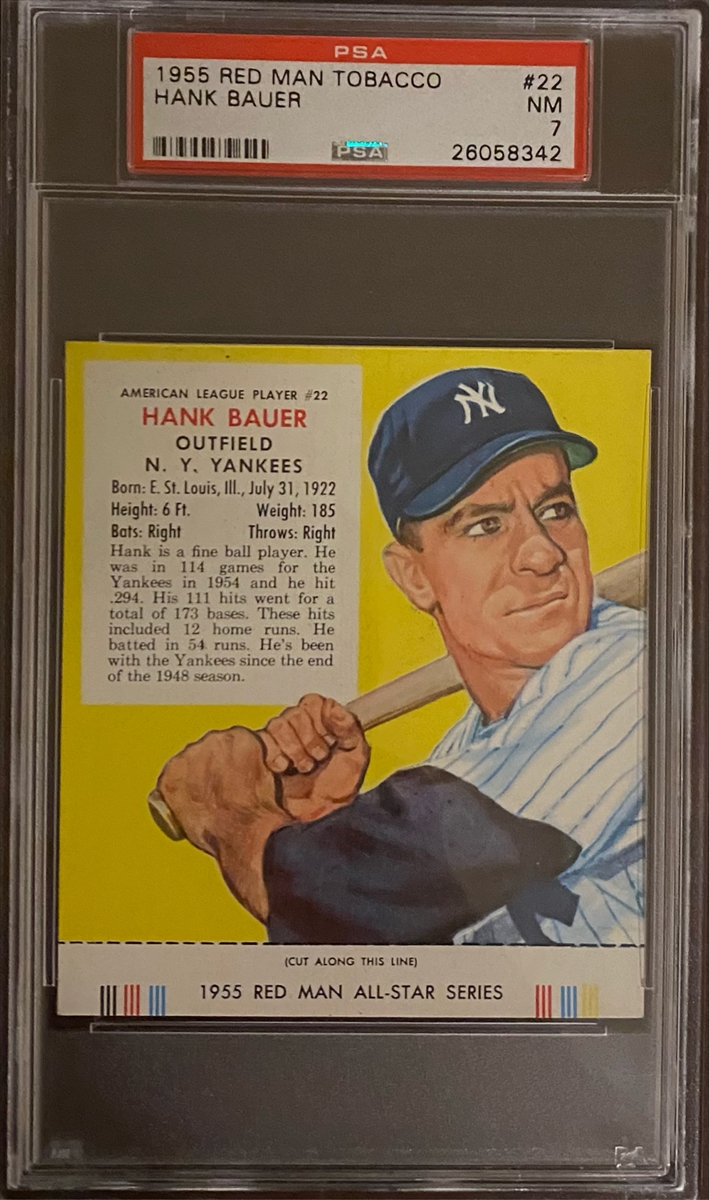 PSA
1955 RED MAN TOBACCO #22
HANK BAUER NM
7
PSA 26058342
AMERICAN LEAGUE PLAYER #22
HANK BAUER
OUTFIELD
N. Y. YANKEES
Born: E. St. Louis, Ill., July 31, 1922
Height: 6 Ft. Weight: 185
Bats: Right Throws: Right
Hank is a fine ball player. He
was in 114 games for the
Yankees in 1954 and he hit
.294. His 111 hits went for a
total of 173 bases. These hits
included 12 home runs. He
batted in 54 runs. He's been
with the Yankees since the end
of the 1948 season.
NY
(CUT ALONG THIS LINE)
1955 RED MAN ALL-STAR SERIES